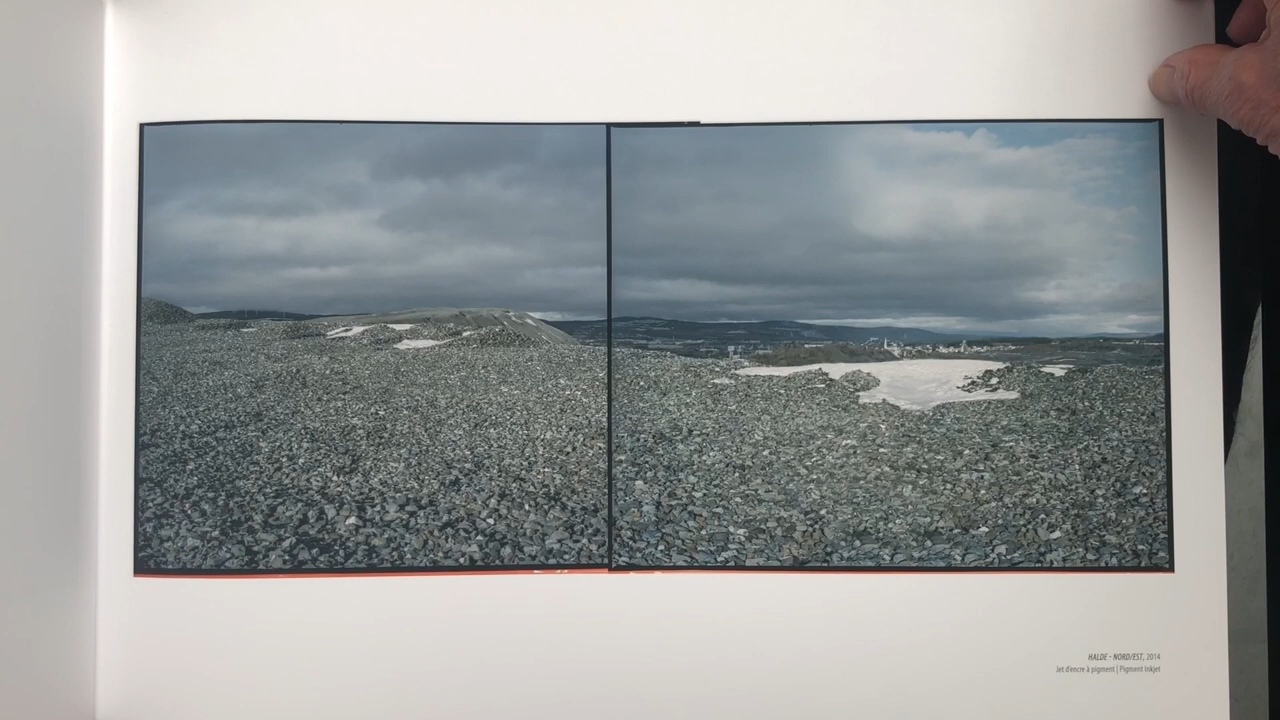 HALDE - NORD/EST, 2014
Jet d'encre à pigment | Pigment Inkjet